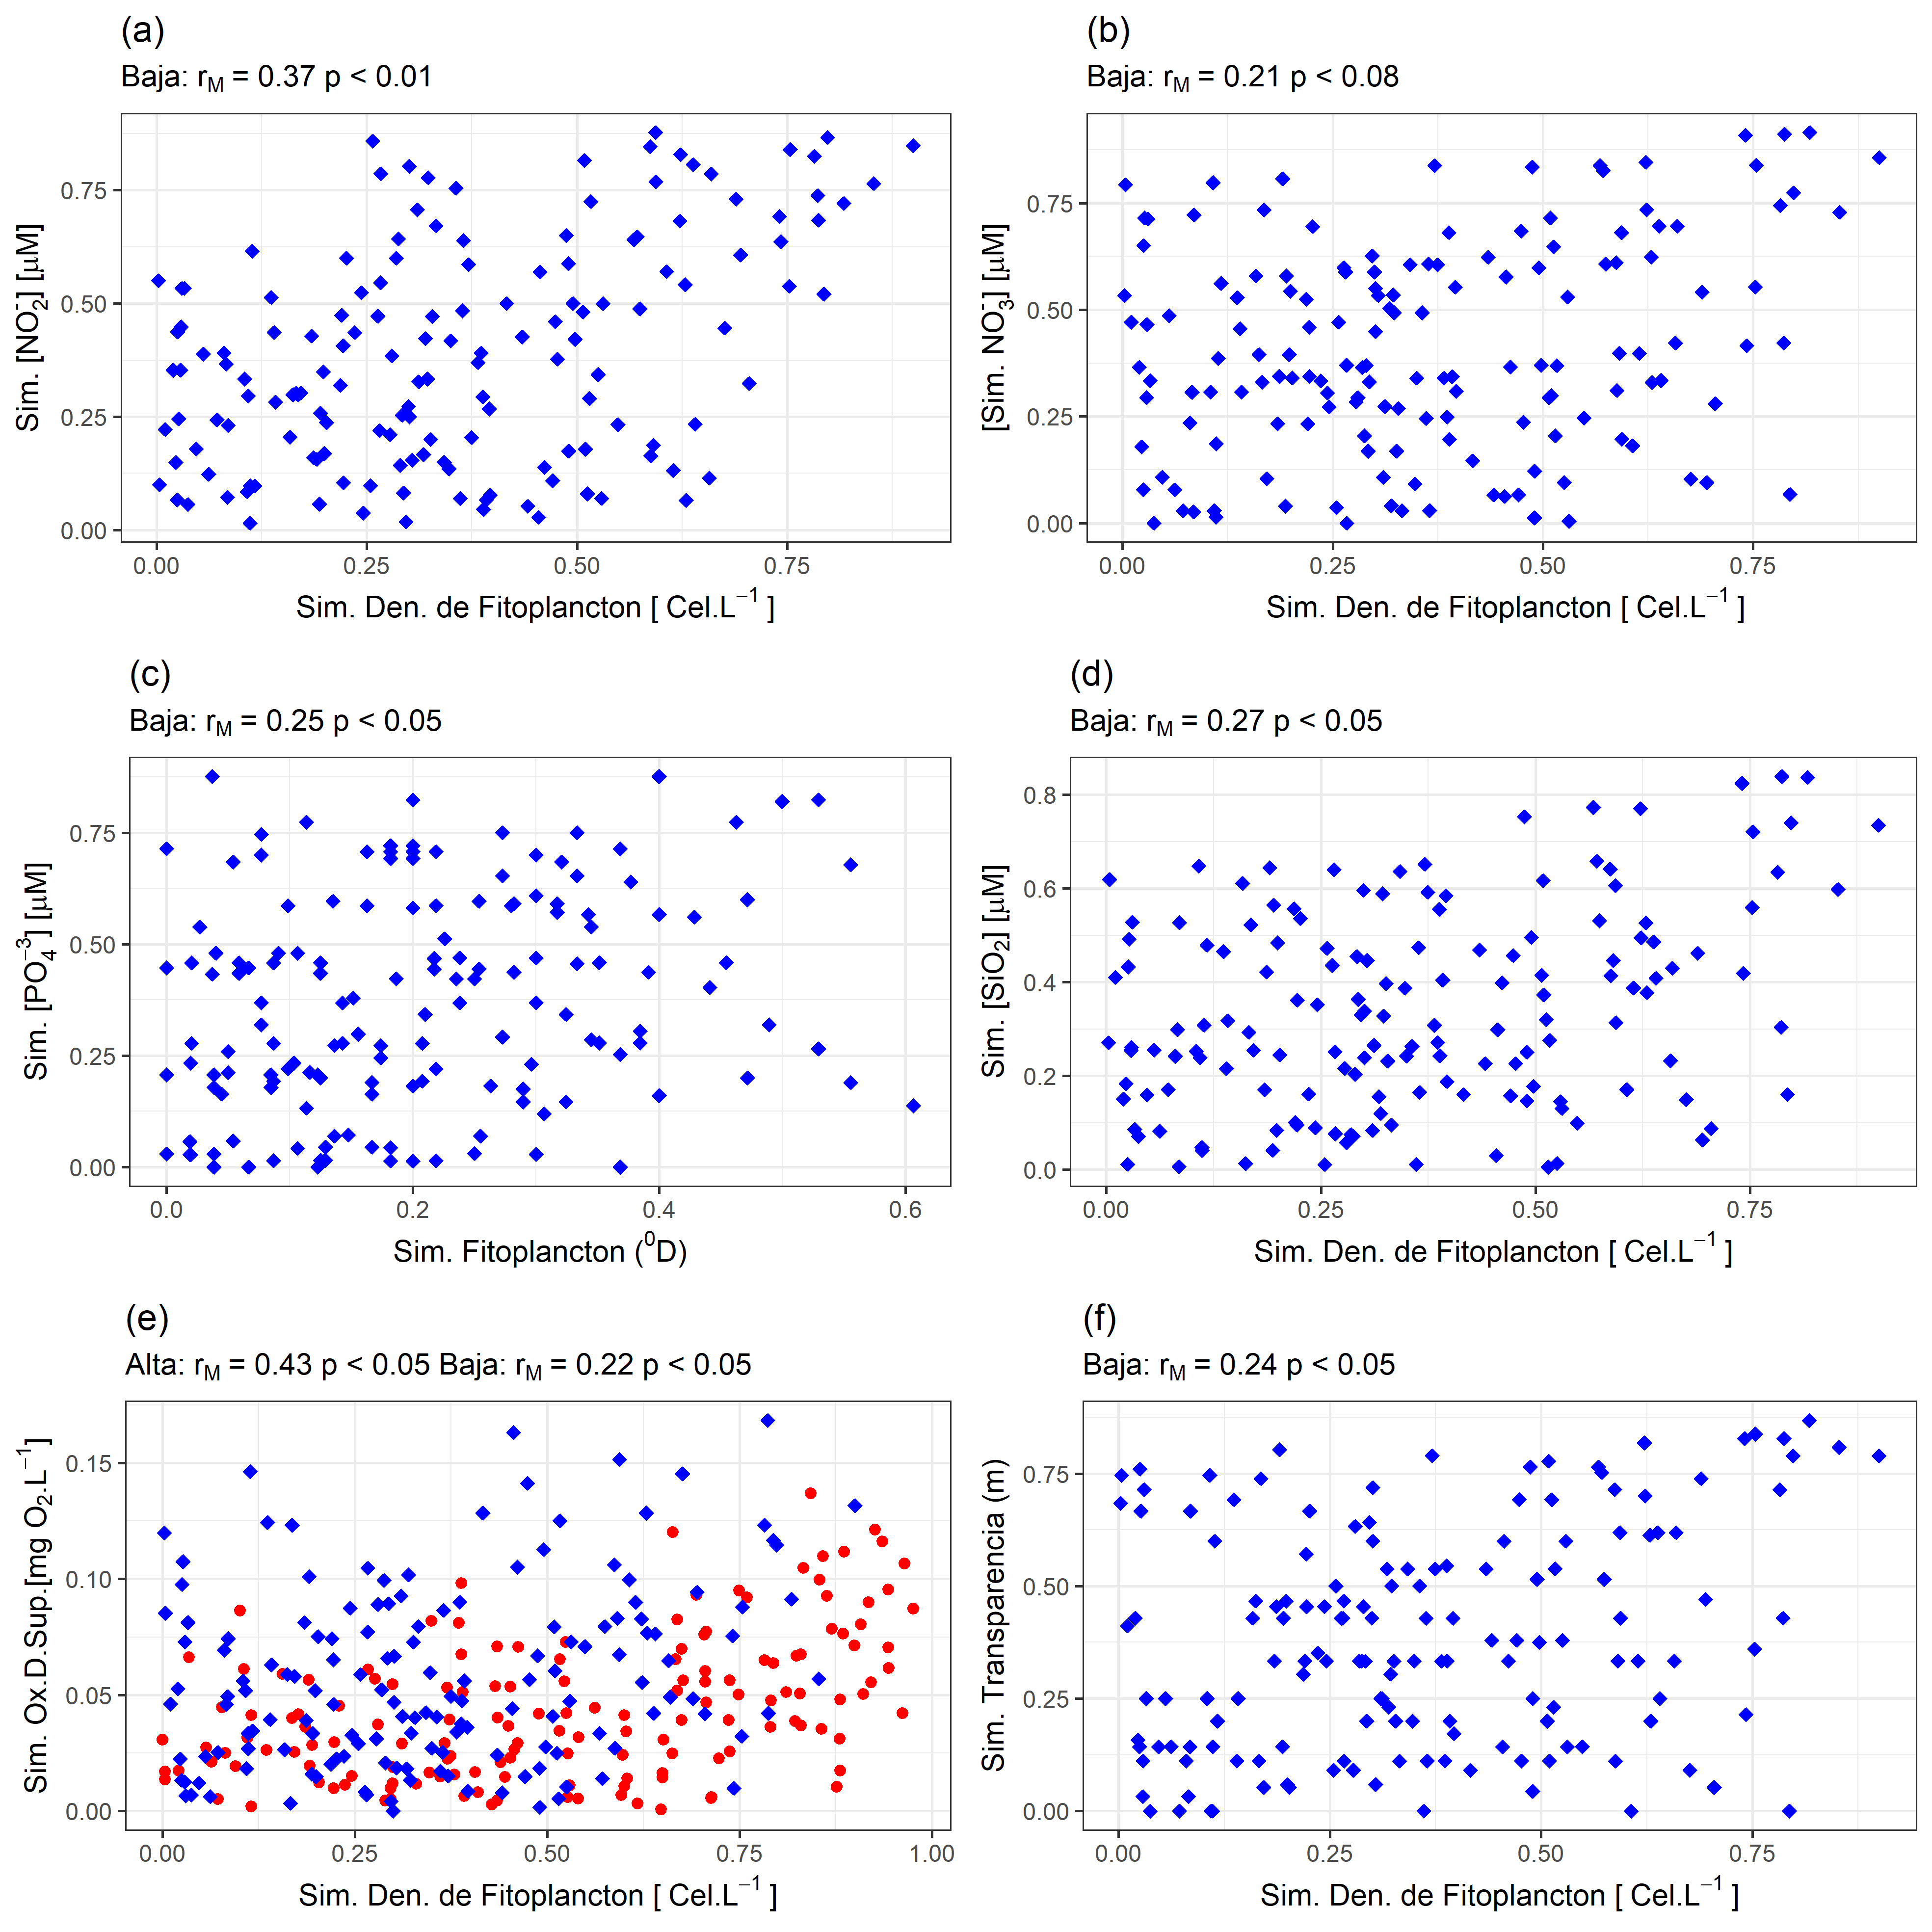 (a)
Baja: r_M = 0.37 p < 0.01
Sim. [NO₂⁻] [μM]
0.75
0.50
0.25
0.00
0.00 0.25 0.50 0.75
Sim. Den. de Fitoplancton [ Cel.L⁻¹ ]
(b)
Baja: r_M = 0.21 p < 0.08
[Sim. NO₃⁻] [μM]
0.75
0.50
0.25
0.00
0.00 0.25 0.50 0.75
Sim. Den. de Fitoplancton [ Cel.L⁻¹ ]
(c)
Baja: r_M = 0.25 p < 0.05
Sim. [PO₄⁻³] [μM]
0.75
0.50
0.25
0.00
0.0 0.2 0.4 0.6
Sim. Fitoplancton (⁰D)
(d)
Baja: r_M = 0.27 p < 0.05
Sim. [SiO₂] [μM]
0.8
0.6
0.4
0.2
0.0
0.00 0.25 0.50 0.75
Sim. Den. de Fitoplancton [ Cel.L⁻¹ ]
(e)
Alta: r_M = 0.43 p < 0.05 Baja: r_M = 0.22 p < 0.05
Sim. Ox.D.Sup.[mg O₂.L⁻¹]
0.15
0.10
0.05
0.00
0.00 0.25 0.50 0.75 1.00
Sim. Den. de Fitoplancton [ Cel.L⁻¹ ]
(f)
Baja: r_M = 0.24 p < 0.05
Sim. Transparencia (m)
0.75
0.50
0.25
0.00
0.00 0.25 0.50 0.75
Sim. Den. de Fitoplancton [ Cel.L⁻¹ ]